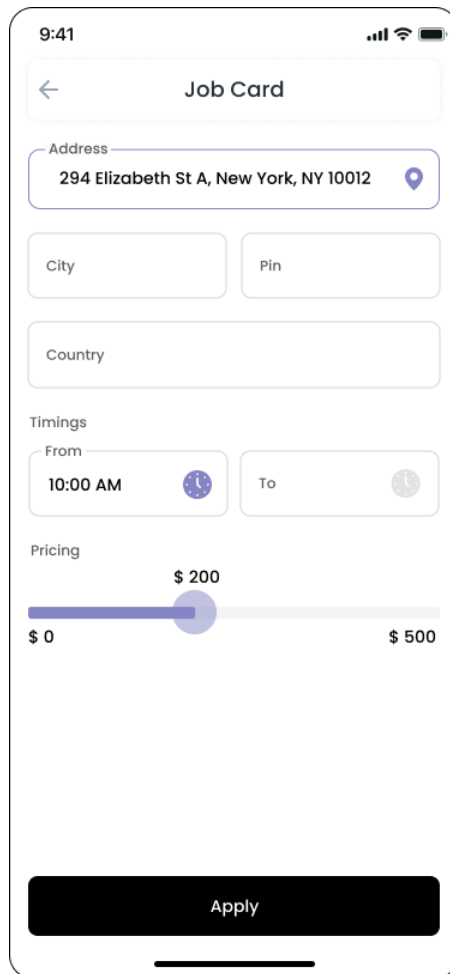 9:41
Job Card
Address
294 Elizabeth St A, New York, NY 10012
City
Pin
Country
Timings
From
10:00 AM
To
Pricing
$ 200
$ 0
$ 500
Apply